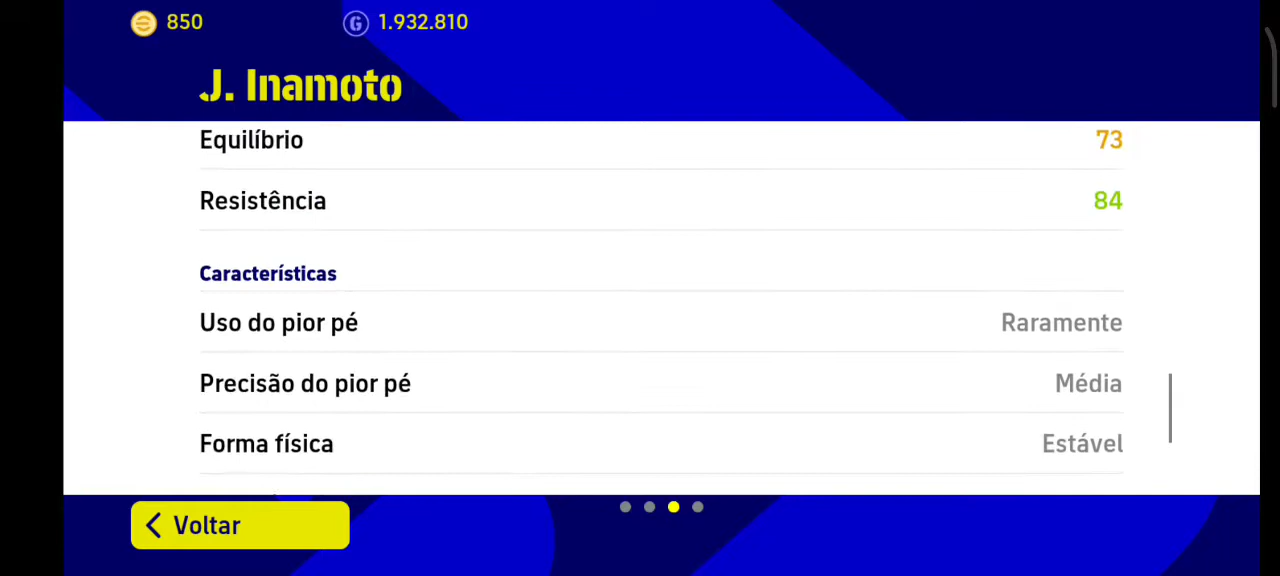 850
1.932.810
J. Inamoto
Equilíbrio 73
Resistência 84
Características
Uso do pior pé Raramente
Precisão do pior pé Média
Forma física Estável
Voltar